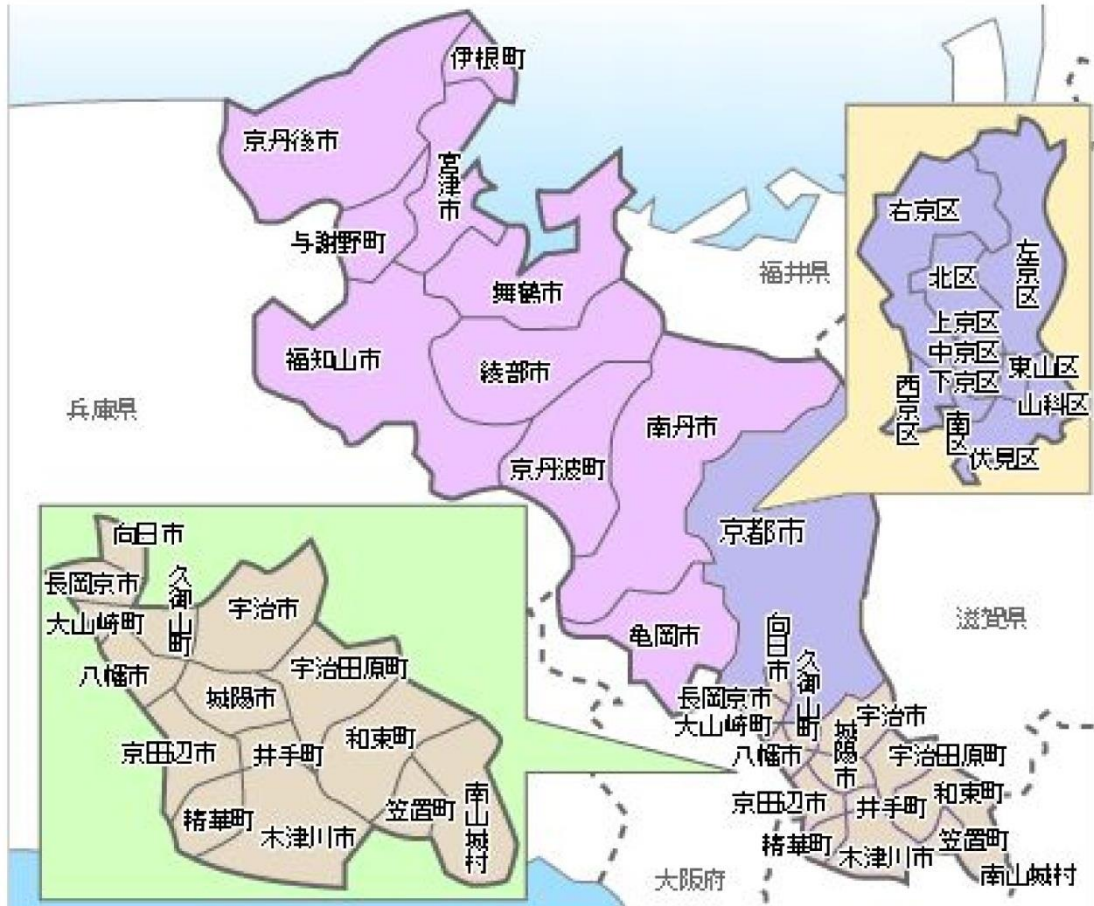 伊根町
京丹後市
宮津市
与謝野町
舞鶴市
福井県
福知山市
綾部市
兵庫県
南丹市
京丹波町
京都市
亀岡市
滋賀県
向日市
久御山町
長岡京市
大山崎町
宇治市
城陽市
八幡市
宇治田原町
京田辺市
井手町
和束町
精華町
木津川市
笠置町
南山城村
大阪府
右京区
左京区
北区
上京区
中京区
下京区
東山区
西京区
山科区
南区
伏見区
向日市
長岡京市
久御山町
大山崎町
宇治市
八幡市
城陽市
宇治田原町
京田辺市
井手町
和束町
精華町
木津川市
笠置町
南山城村